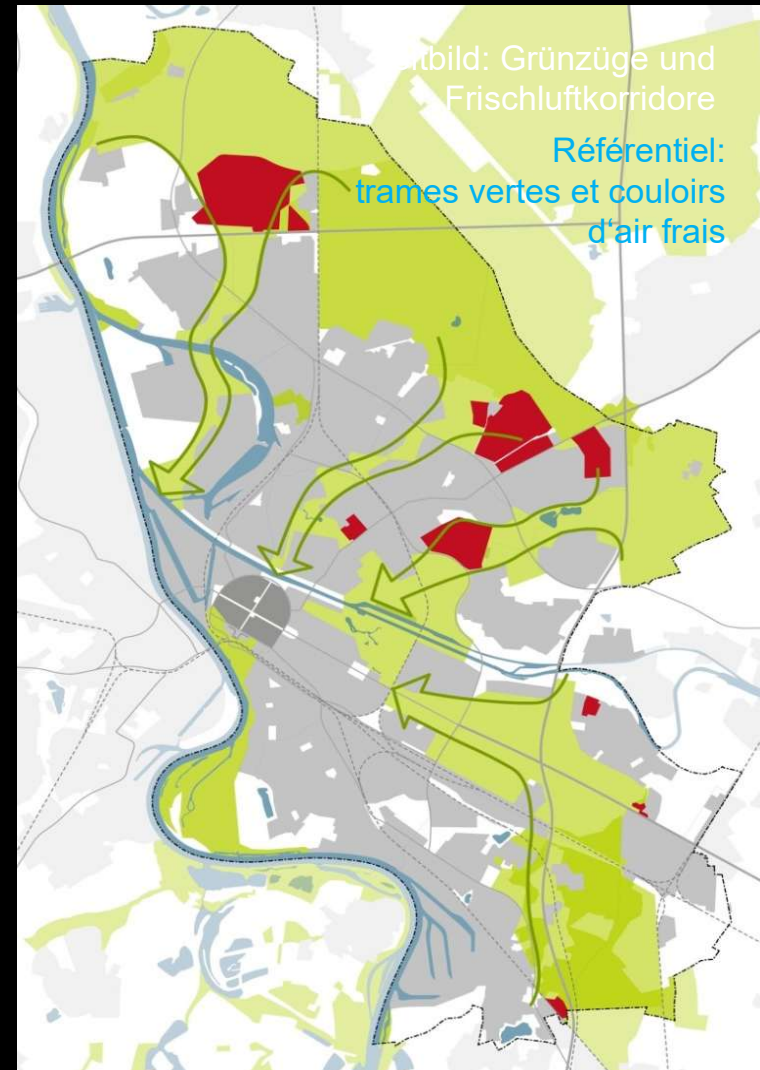 Grünzüge und
Frischluftkorridore
Référentiel:
trames vertes et couloirs
d‘air frais